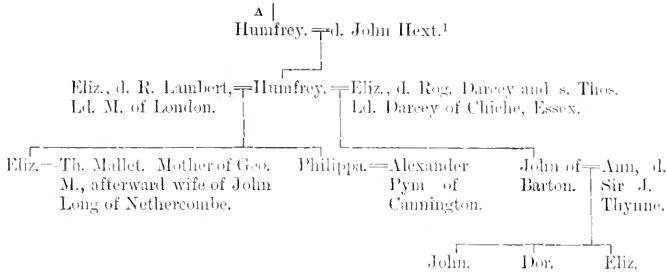 A
Humfrey. = d. John Hext.¹
Eliz., d. R. Lambert, = Humfrey. = Eliz., d. Rog. Darcey and s. Thos.
Ld. M. of London. Ld. Darcey of Chiche, Essex.
Eliz.—Th. Mallet. Mother of Geo. Philippa. = Alexander John of = Ann, d.
M., afterward wife of John Pym of Barton. Sir J.
Long of Nethercombe. Cannington. Thynne.
John. Dor. Eliz.